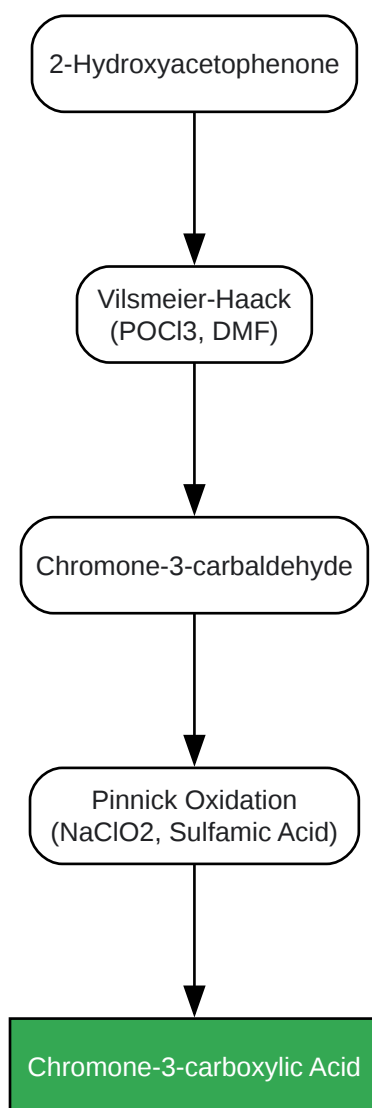 2-Hydroxyacetophenone
Vilsmeier-Haack
(POCl3, DMF)
Chromone-3-carbaldehyde
Pinnick Oxidation
(NaClO2, Sulfamic Acid)
Chromone-3-carboxylic Acid